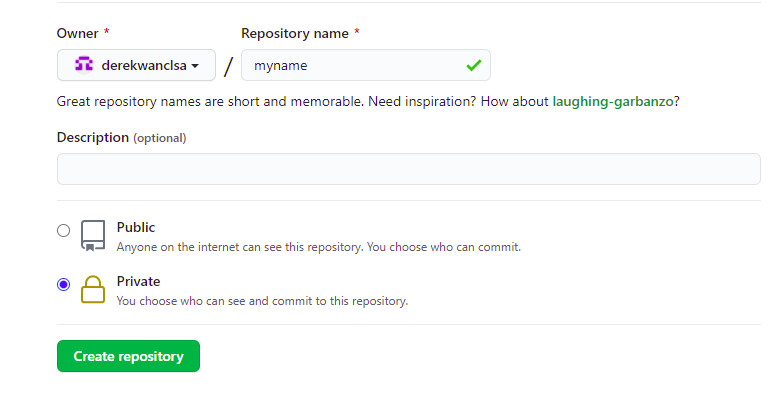 Owner * Repository name *
derekwanclsa / myname
Great repository names are short and memorable. Need inspiration? How about laughing-garbanzo?
Description (optional)
Public
Anyone on the internet can see this repository. You choose who can commit.
Private
You choose who can see and commit to this repository.
Create repository